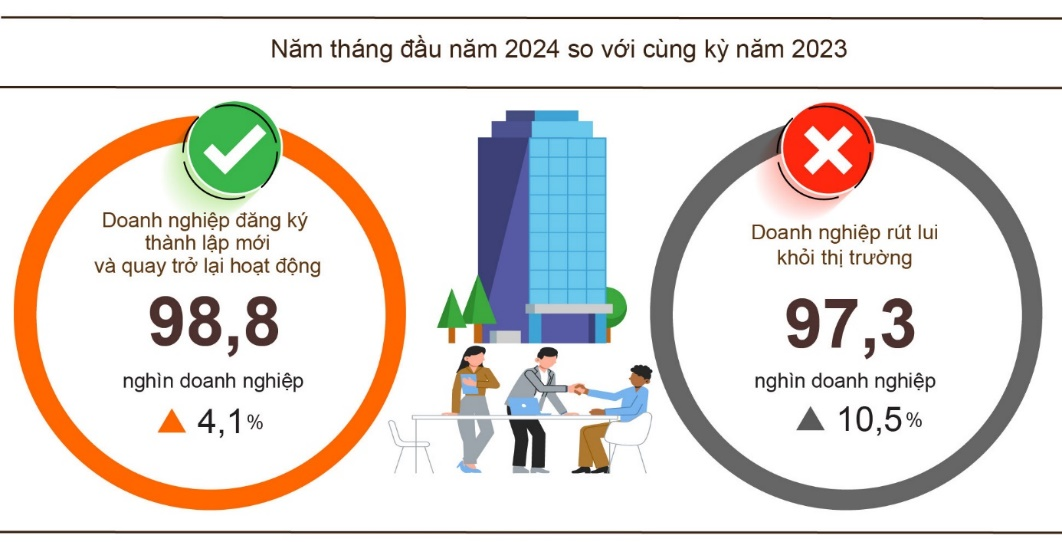 Năm tháng đầu năm 2024 so với cùng kỳ năm 2023
Doanh nghiệp đăng ký
thành lập mới
và quay trở lại hoạt động
98,8
nghìn doanh nghiệp
4,1%
Doanh nghiệp rút lui
khỏi thị trường
97,3
nghìn doanh nghiệp
10,5%